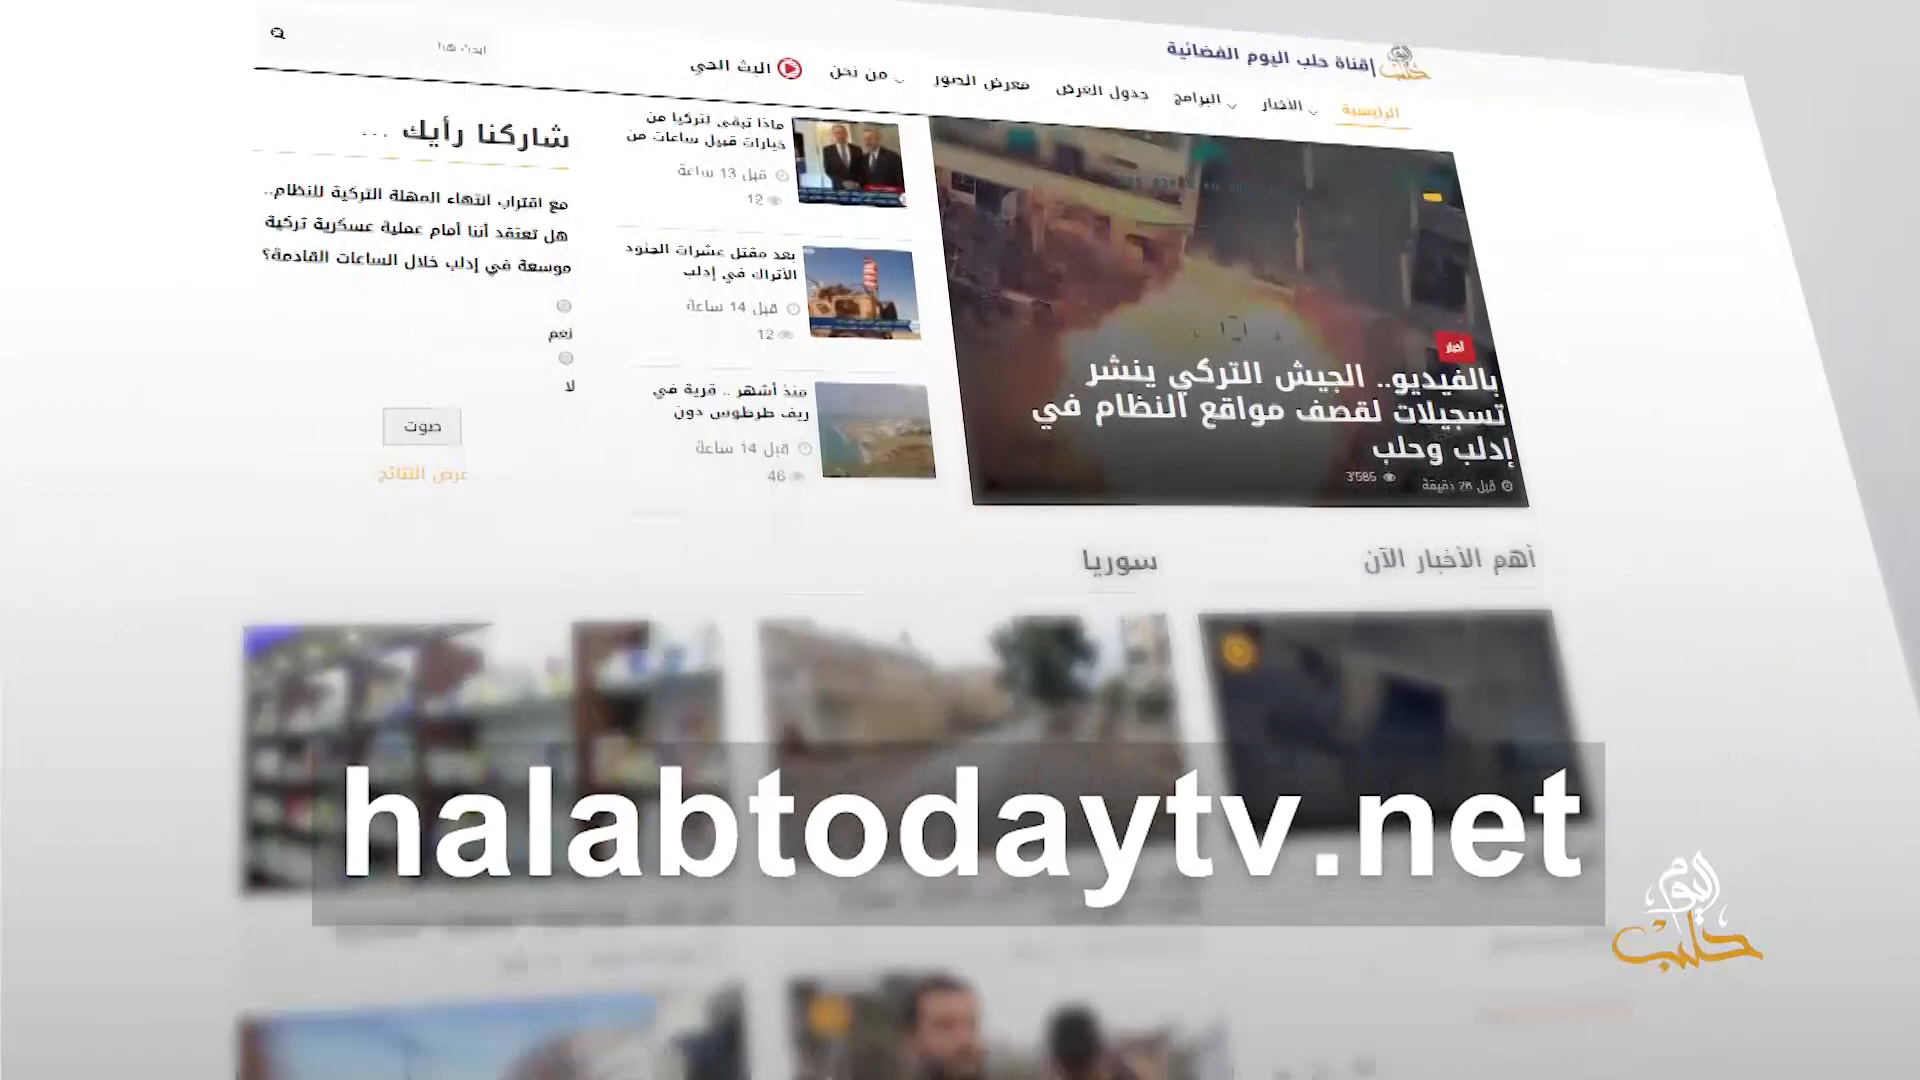 قناة حلب اليوم الفضائية
الرئيسية
الأخبار
البرامج
جدول العرض
معرض الصور
من نحن
البث الحي
ابحث هنا
أخبار
بالفيديو.. الجيش التركي ينشر
تسجيلات لقصف مواقع النظام في
إدلب وحلب
قبل 28 دقيقة
ماذا تبقى لتركيا من
خيارات قبيل ساعات من
قبل 13 ساعة
12
بعد مقتل عشرات الجنود
الأتراك في إدلب
قبل 14 ساعة
12
منذ أشهر .. قرية في
ريف طرطوس دون
قبل 14 ساعة
46
شاركنا رأيك ...
مع اقتراب انتهاء المهلة التركية للنظام..
هل تعتقد أننا أمام عملية عسكرية تركية
موسعة في إدلب خلال الساعات القادمة؟
نعم
لا
صوت
عرض النتائج
أهم الأخبار الآن
سوريا
halabtodaytv.net
حلب اليوم